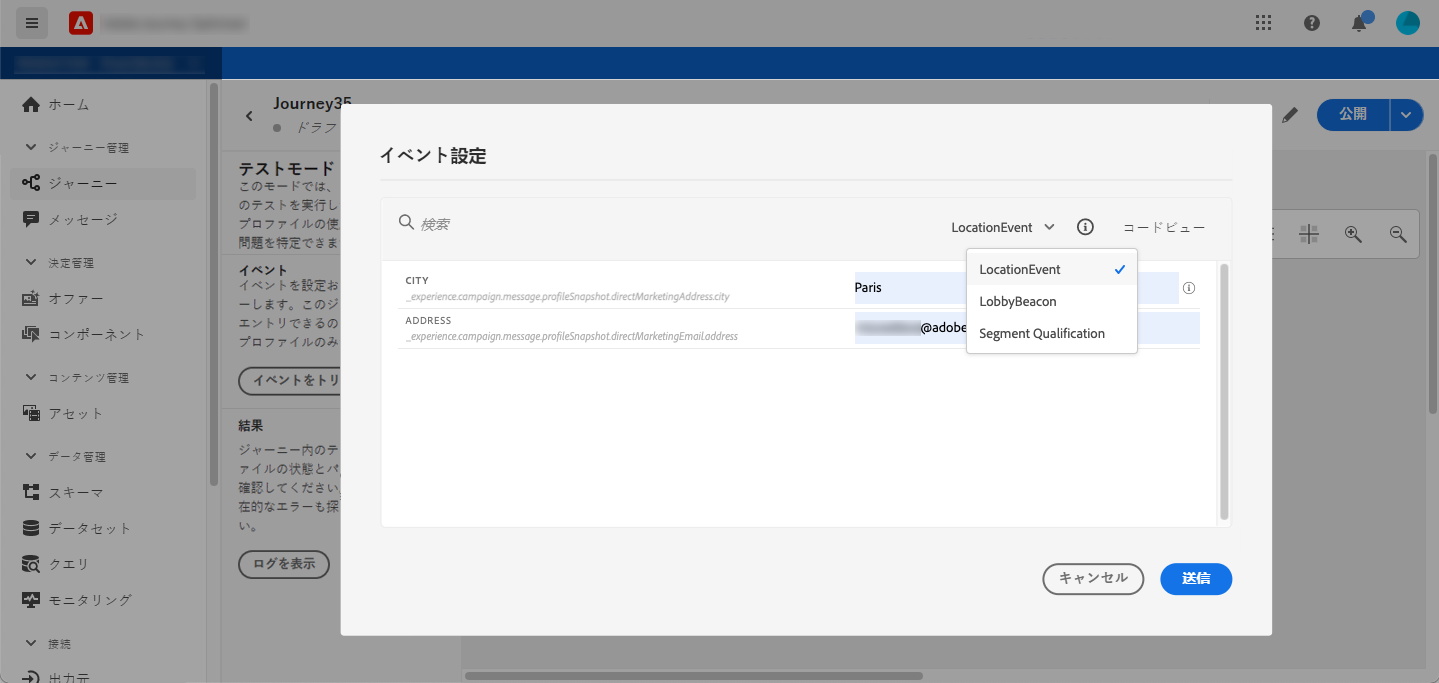 Journey35
ドラフ
公開
ホーム
ジャーニー管理
ジャーニー
メッセージ
決定管理
オファー
コンポーネント
コンテンツ管理
アセット
データ管理
スキーマ
データセット
クエリ
モニタリング
接続
出力元
テストモード
このモードでは、
のテストを実行し
プロファイルの使
問題を特定できま
イベント
イベントを設定お
ーします。このジ
エントリできるの
プロファイルのみ
イベントをトリ
結果
ジャーニー内のテ
ァイルの状態とパ
確認してください
在的なエラーも探
い。
ログを表示
イベント設定
検索
LocationEvent
コードビュー
LocationEvent
LobbyBeacon
Segment Qualification
CITY
_experience.campaign.message.profileSnapshot.directMarketingAddress.city
Paris
ADDRESS
_experience.campaign.message.profileSnapshot.directMarketingEmail.address
@adobe
キャンセル
送信